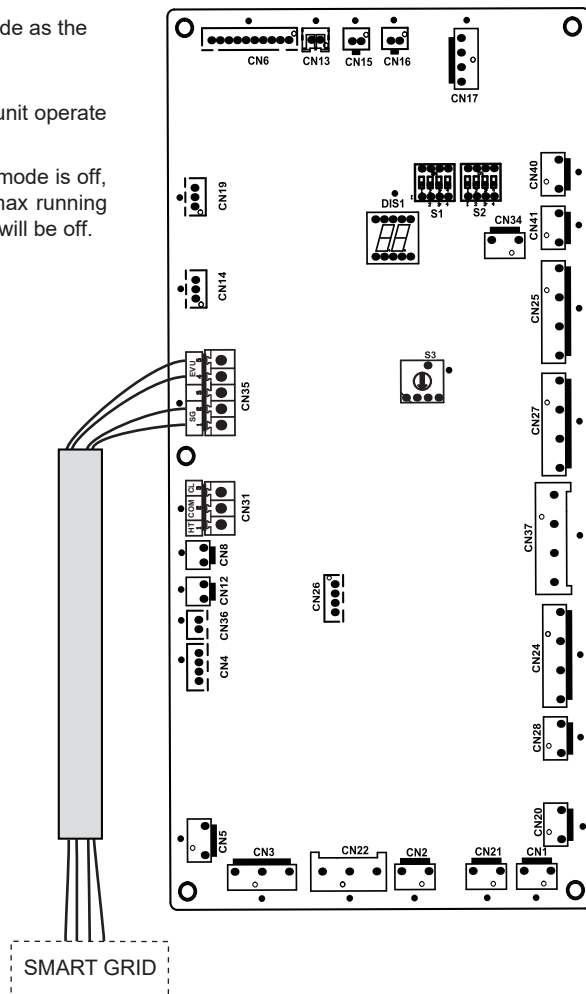 de as the
unit operate
mode is off,
max running
will be off.
CN6
CN13
CN15
CN16
CN17
CN19
CN14
DIS1
S1
S2
CN34
CN40
CN41
CN25
S3
EVU
SG
CN35
CN27
CL
COM
HT
CN31
CN8
CN12
CN36
CN4
CN26
CN37
CN24
CN28
CN20
CN5
CN3
CN22
CN2
CN21
CN1
SMART GRID